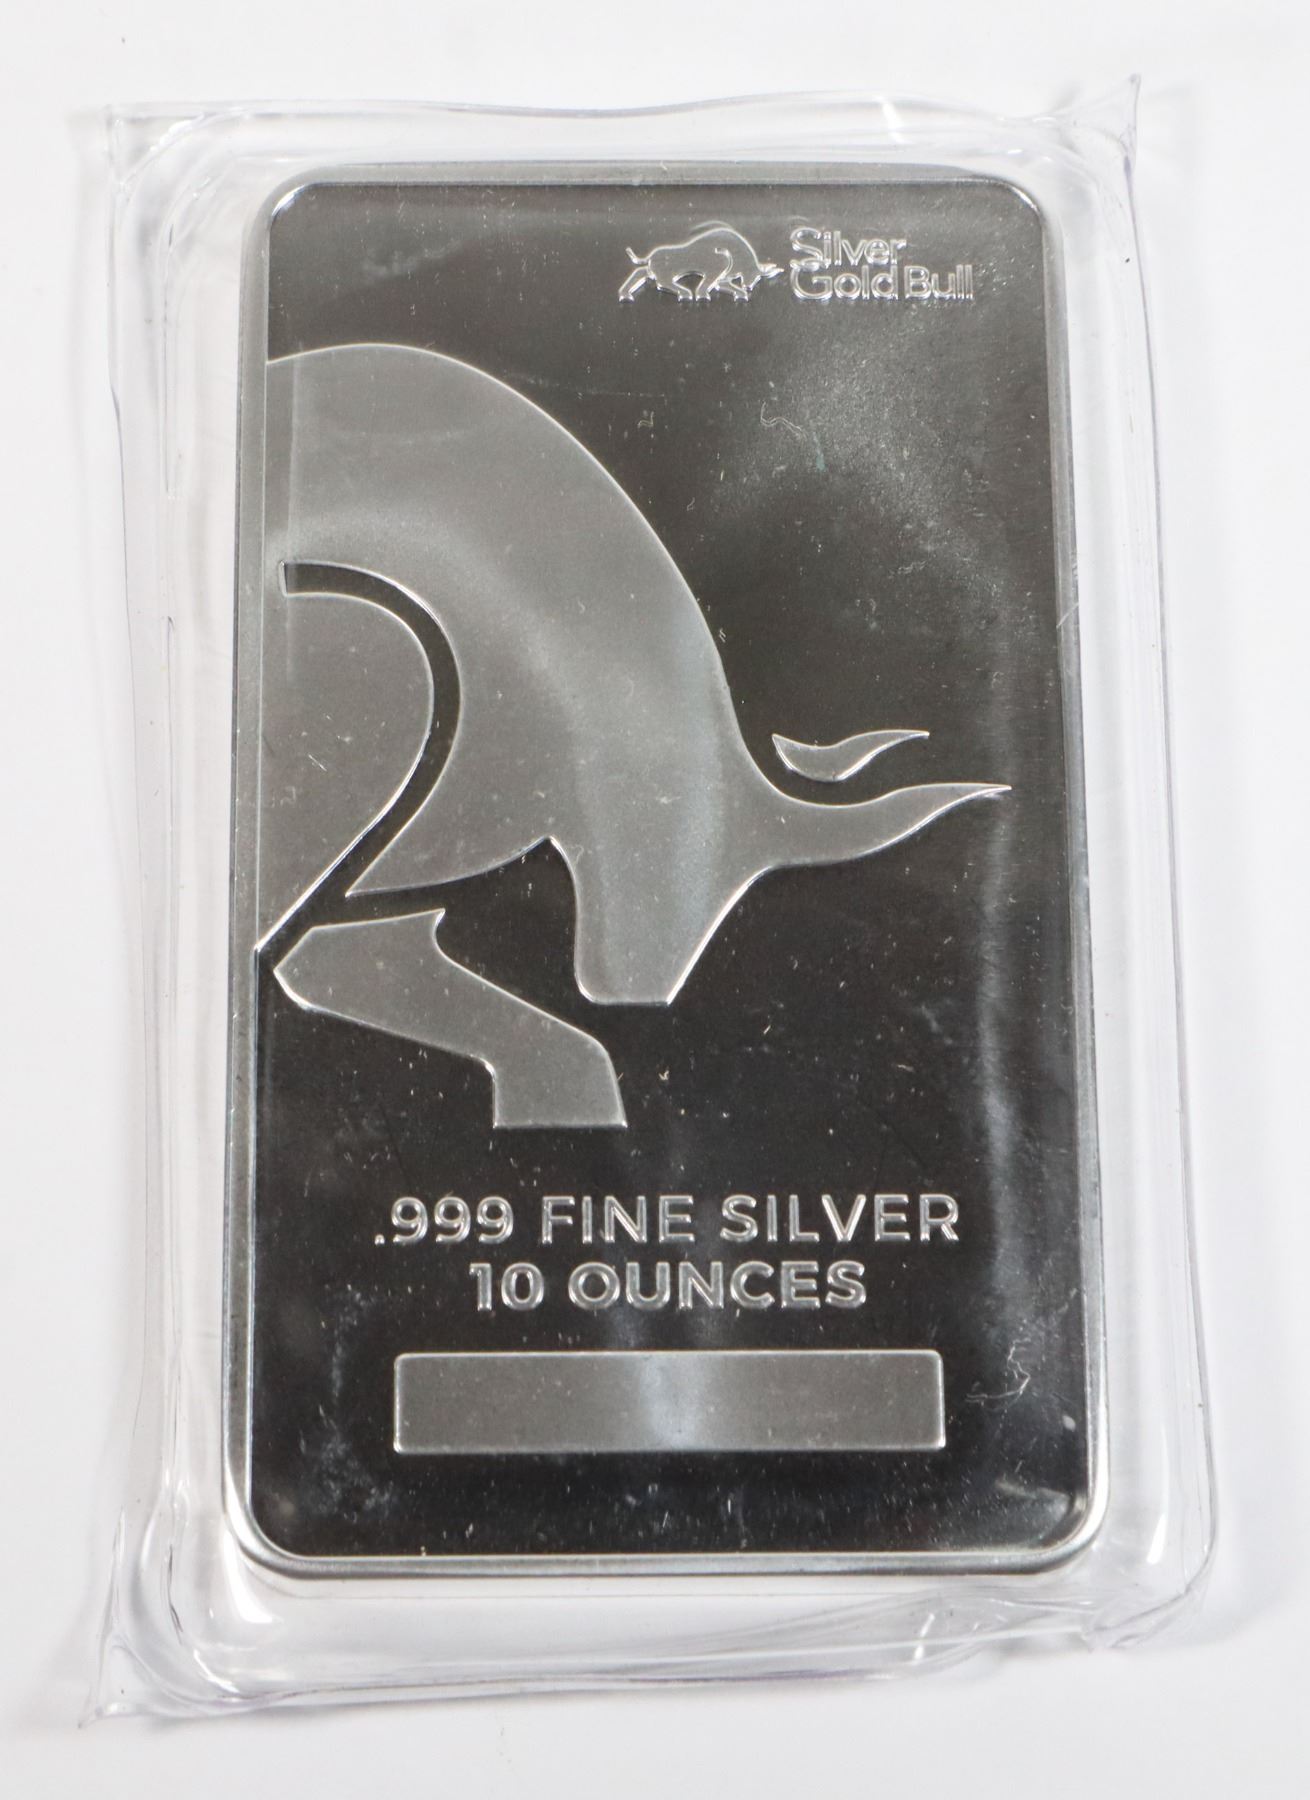 Silver
Gold Bull
.999 FINE SILVER
10 OUNCES